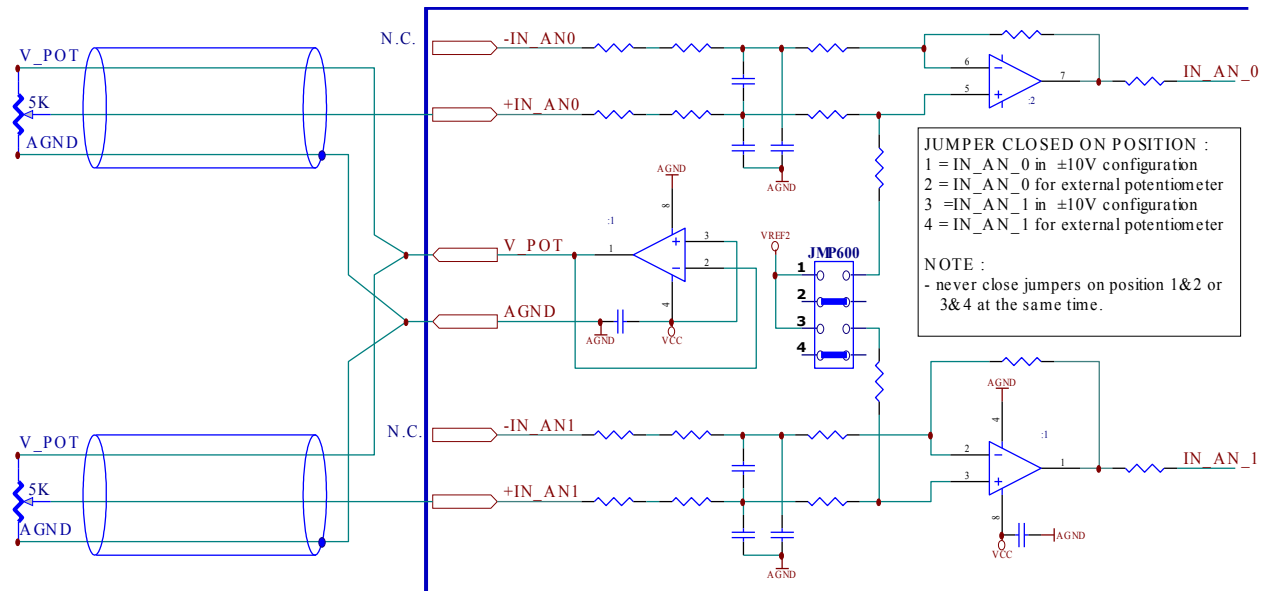 N.C.
-IN_AN0
V_POT
5K
AGND
+IN_AN0
6
5
7
:2
IN_AN_0
AGND
JUMPER CLOSED ON POSITION :
1 = IN_AN_0 in ±10V configuration
2 = IN_AN_0 for external potentiometer
3 =IN_AN_1 in ±10V configuration
4 = IN_AN_1 for external potentiometer
NOTE :
- never close jumpers on position 1&2 or
3&4 at the same time.
AGND
:1
8
3
2
1
4
V_POT
VREF2
JMP600
1
2
3
4
AGND
AGND
VCC
N.C.
-IN_AN1
V_POT
5K
AGND
+IN_AN1
AGND
4
:1
2
3
1
8
IN_AN_1
VCC
AGND
AGND